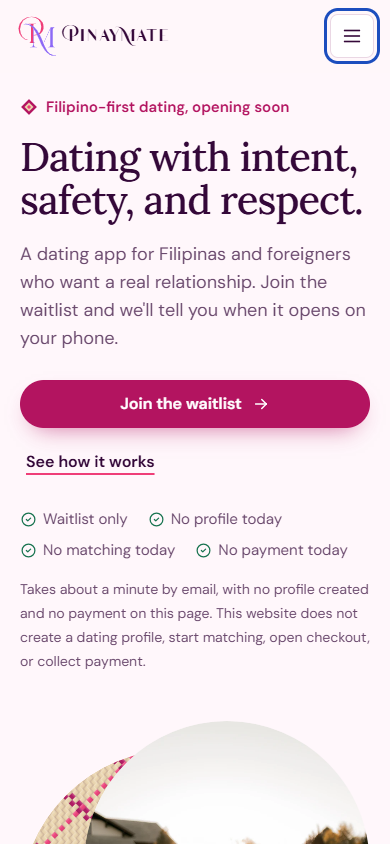 PM PINAYMATE
Filipino-first dating, opening soon
Dating with intent,
safety, and respect.
A dating app for Filipinas and foreigners
who want a real relationship. Join the
waitlist and we'll tell you when it opens on
your phone.
Join the waitlist →
See how it works
Waitlist only No profile today
No matching today No payment today
Takes about a minute by email, with no profile created
and no payment on this page. This website does not
create a dating profile, start matching, open checkout,
or collect payment.